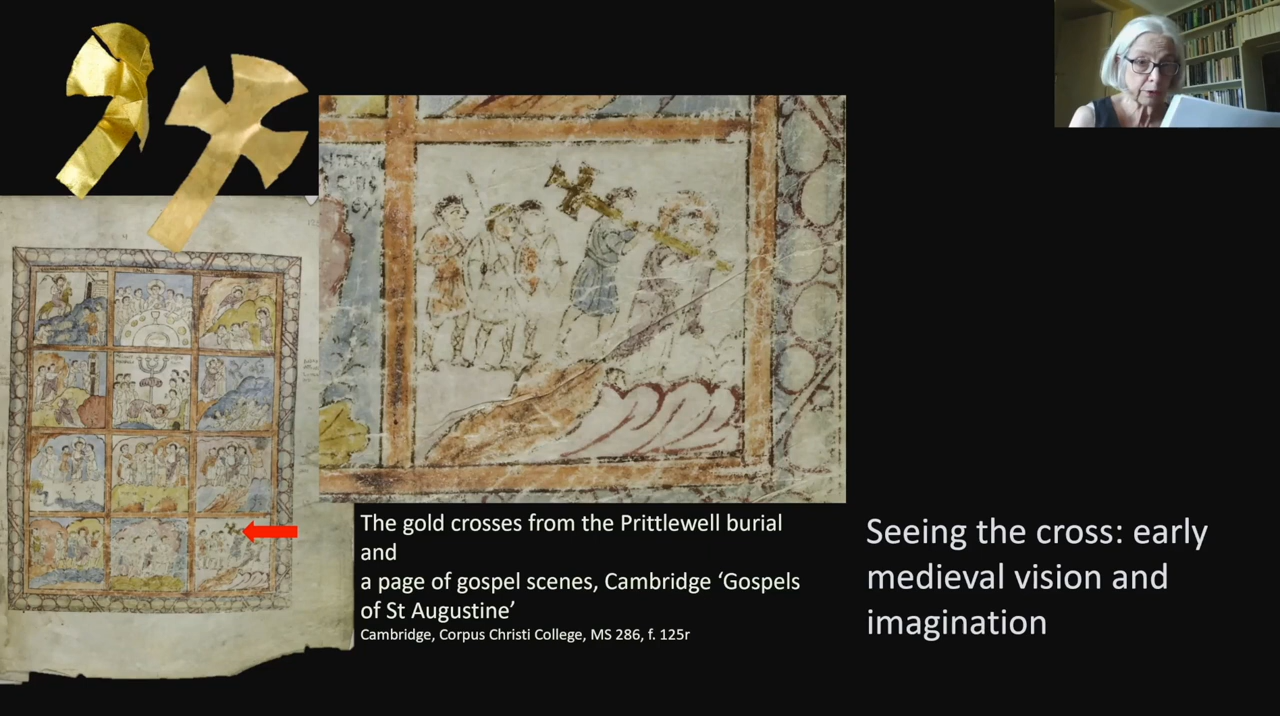 The gold crosses from the Prittlewell burial
and
a page of gospel scenes, Cambridge ‘Gospels
of St Augustine’
Cambridge, Corpus Christi College, MS 286, f. 125r
Seeing the cross: early
medieval vision and
imagination